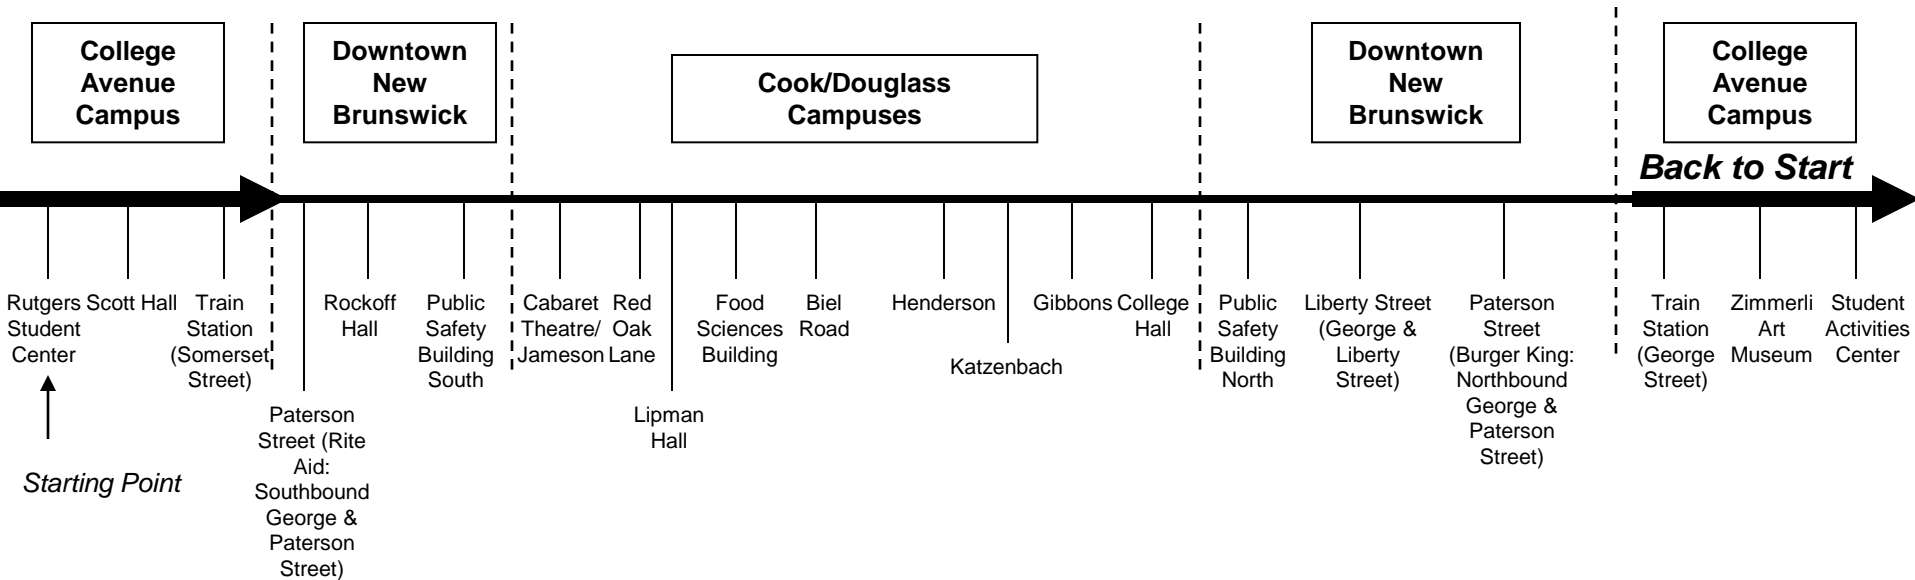 College
Avenue
Campus
Downtown
New
Brunswick
Cook/Douglass
Campuses
Downtown
New
Brunswick
College
Avenue
Campus
Back to Start
Rutgers
Student
Center
Scott Hall
Train
Station
(Somerset
Street)
Paterson
Street (Rite
Aid:
Southbound
George &
Paterson
Street)
Rockoff
Hall
Public
Safety
Building
South
Cabaret
Theatre/
Jameson
Red
Oak
Lane
Lipman
Hall
Food
Sciences
Building
Biel
Road
Henderson
Katzenbach
Gibbons
College
Hall
Public
Safety
Building
North
Liberty Street
(George &
Liberty
Street)
Paterson
Street
(Burger King:
Northbound
George &
Paterson
Street)
Train
Station
(George
Street)
Zimmerli
Art
Museum
Student
Activities
Center
Starting Point